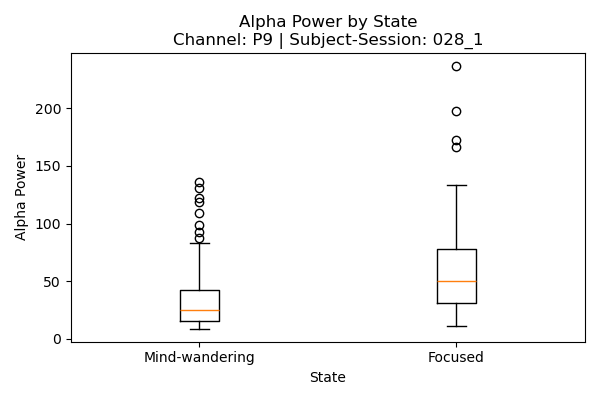 Alpha Power by State
Channel: P9 | Subject-Session: 028_1
200
150
100
50
0
Alpha Power
Mind-wandering
Focused
State